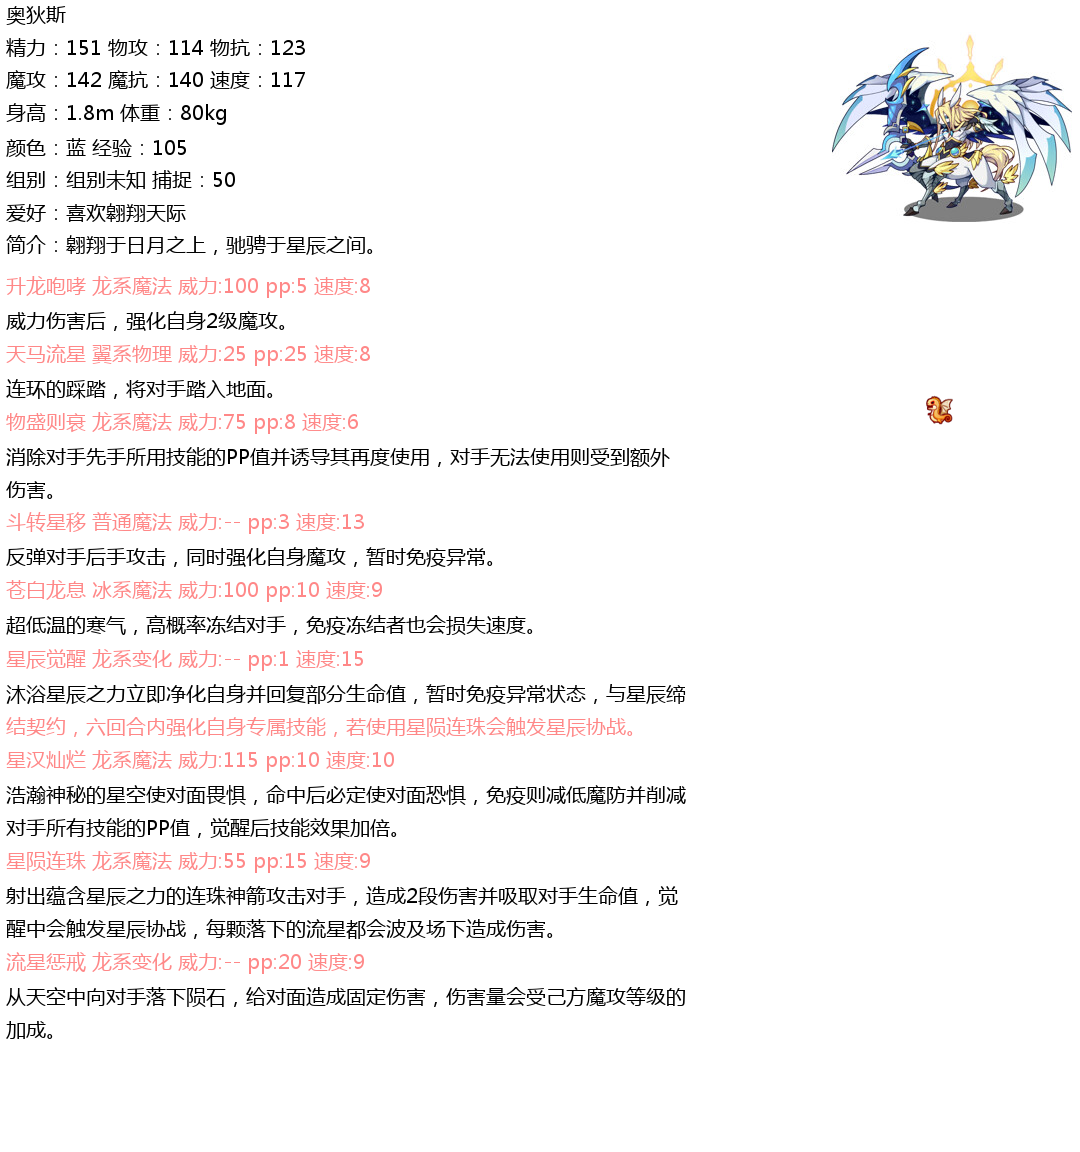 奥狄斯
精力：151 物攻：114 物抗：123
魔攻：142 魔抗：140 速度：117
身高：1.8m 体重：80kg
颜色：蓝 经验：105
组别：组别未知 捕捉：50
爱好：喜欢翱翔天际
简介：翱翔于日月之上，驰骋于星辰之间。
升龙咆哮 龙系魔法 威力:100 pp:5 速度:8
威力伤害后，强化自身2级魔攻。
天马流星 翼系物理 威力:25 pp:25 速度:8
连环的踩踏，将对手踏入地面。
物盛则衰 龙系魔法 威力:75 pp:8 速度:6
消除对手先手所用技能的PP值并诱导其再度使用，对手无法使用则受到额外
伤害。
斗转星移 普通魔法 威力:-- pp:3 速度:13
反弹对手后手攻击，同时强化自身魔攻，暂时免疫异常。
苍白龙息 冰系魔法 威力:100 pp:10 速度:9
超低温的寒气，高概率冻结对手，免疫冻结者也会损失速度。
星辰觉醒 龙系变化 威力:-- pp:1 速度:15
沐浴星辰之力立即净化自身并回复部分生命值，暂时免疫异常状态，与星辰缔
结契约，六回合内强化自身专属技能，若使用星陨连珠会触发星辰协战。
星汉灿烂 龙系魔法 威力:115 pp:10 速度:10
浩瀚神秘的星空使对面畏惧，命中后必定使对面恐惧，免疫则减低魔防并削减
对手所有技能的PP值，觉醒后技能效果加倍。
星陨连珠 龙系魔法 威力:55 pp:15 速度:9
射出蕴含星辰之力的连珠神箭攻击对手，造成2段伤害并吸取对手生命值，觉
醒中会触发星辰协战，每颗落下的流星都会波及场下造成伤害。
流星惩戒 龙系变化 威力:-- pp:20 速度:9
从天空中向对手落下陨石，给对面造成固定伤害，伤害量会受己方魔攻等级的
加成。